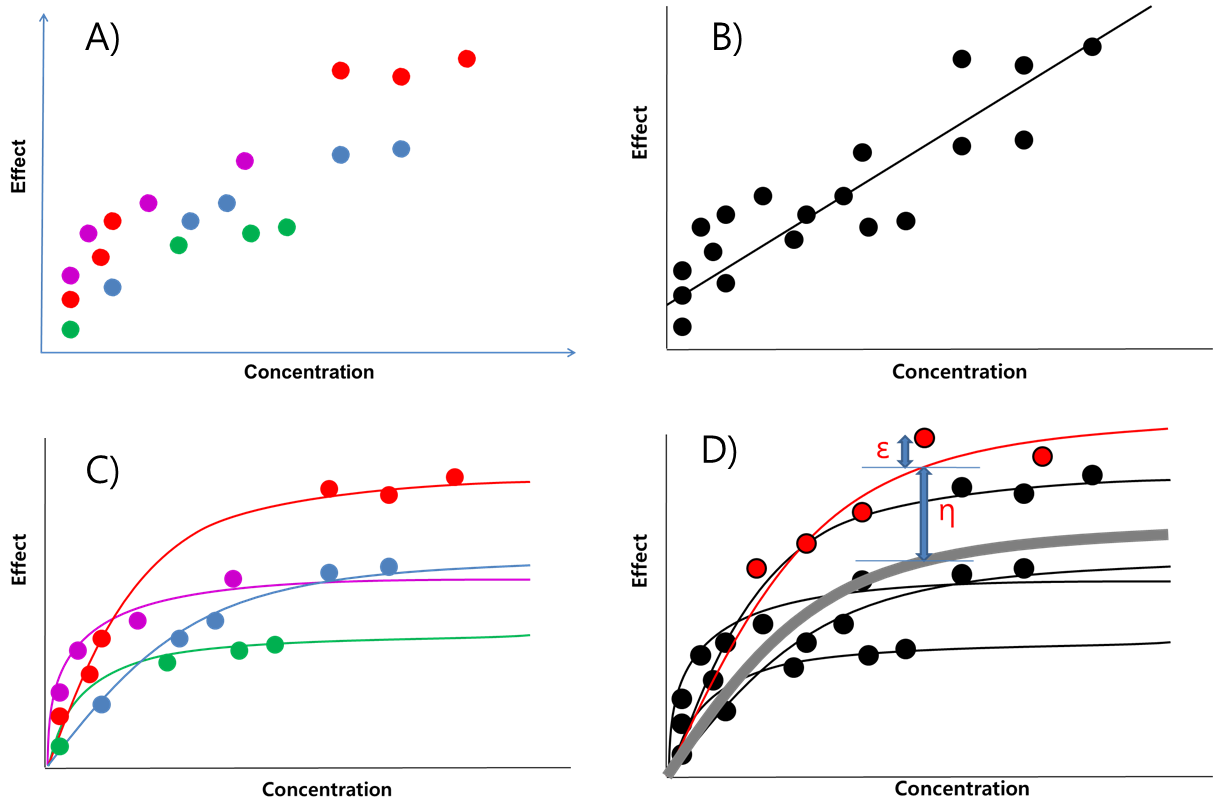 A)
Effect
Concentration
B)
Effect
Concentration
C)
Effect
Concentration
D)
ε
η
Effect
Concentration